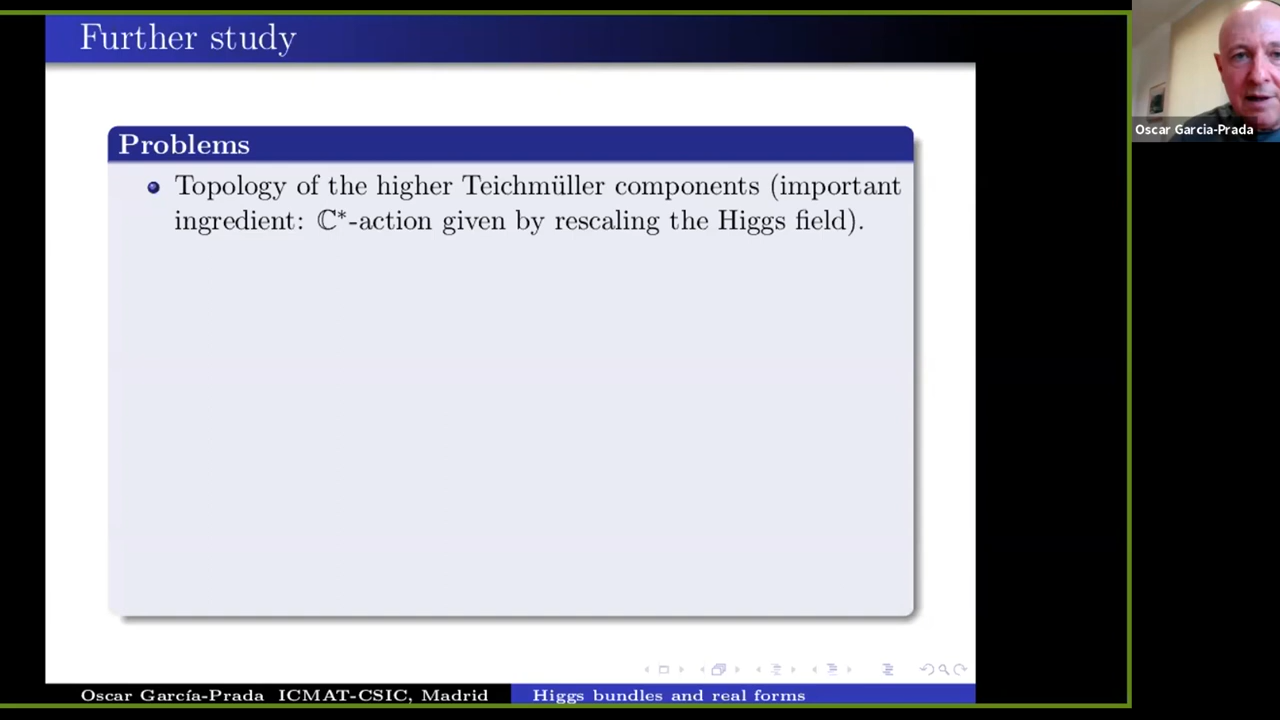 Further study
Problems
Topology of the higher Teichmüller components (important
ingredient: ℂ*-action given by rescaling the Higgs field).
Oscar Garcia-Prada
Oscar García-Prada ICMAT-CSIC, Madrid
Higgs bundles and real forms